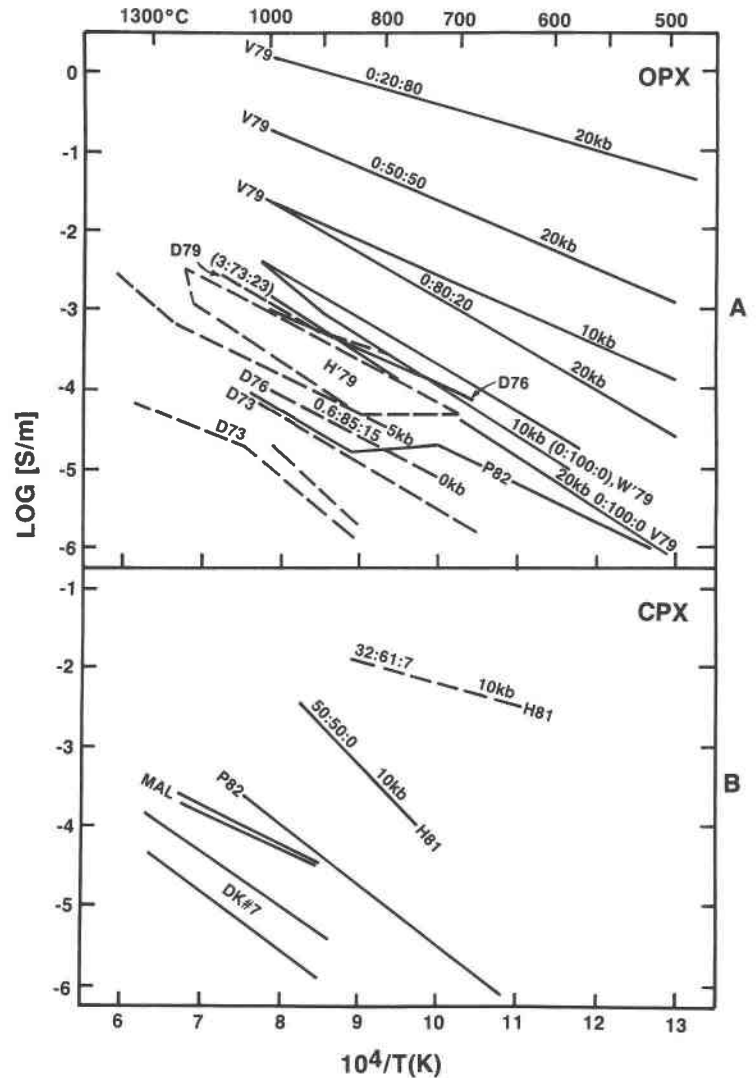 1300°C 1000 800 700 600 500
OPX
V79
0:20:80
20kb
V79
0:50:50
20kb
V79
0:80:20
10kb
20kb
D79
(3:73:23)
H'79
D76
D76
0.6:85:15
5kb
D73
0kb
D73
P82
10kb (0:100:0), W'79
20kb 0:100:0 V79
0
-1
-2
-3
-4
-5
-6
A
LOG [S/m]
CPX
32:61:7
10kb
H81
50:50:0
10kb
H81
P82
MAL
DK#7
-1
-2
-3
-4
-5
-6
B
6 7 8 9 10 11 12 13
10⁴/T(K)